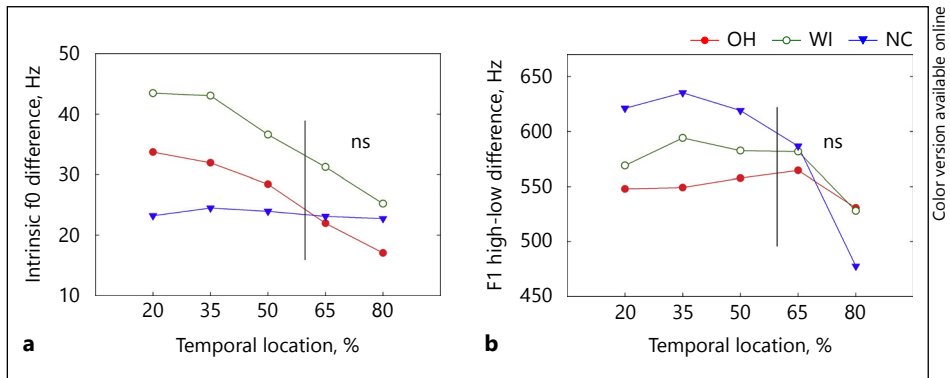 OH WI NC
50
40
30
20
10
Intrinsic f0 difference, Hz
ns
20 35 50 65 80
Temporal location, %
a
650
600
550
500
450
F1 high-low difference, Hz
ns
20 35 50 65 80
Temporal location, %
b
Color version available online